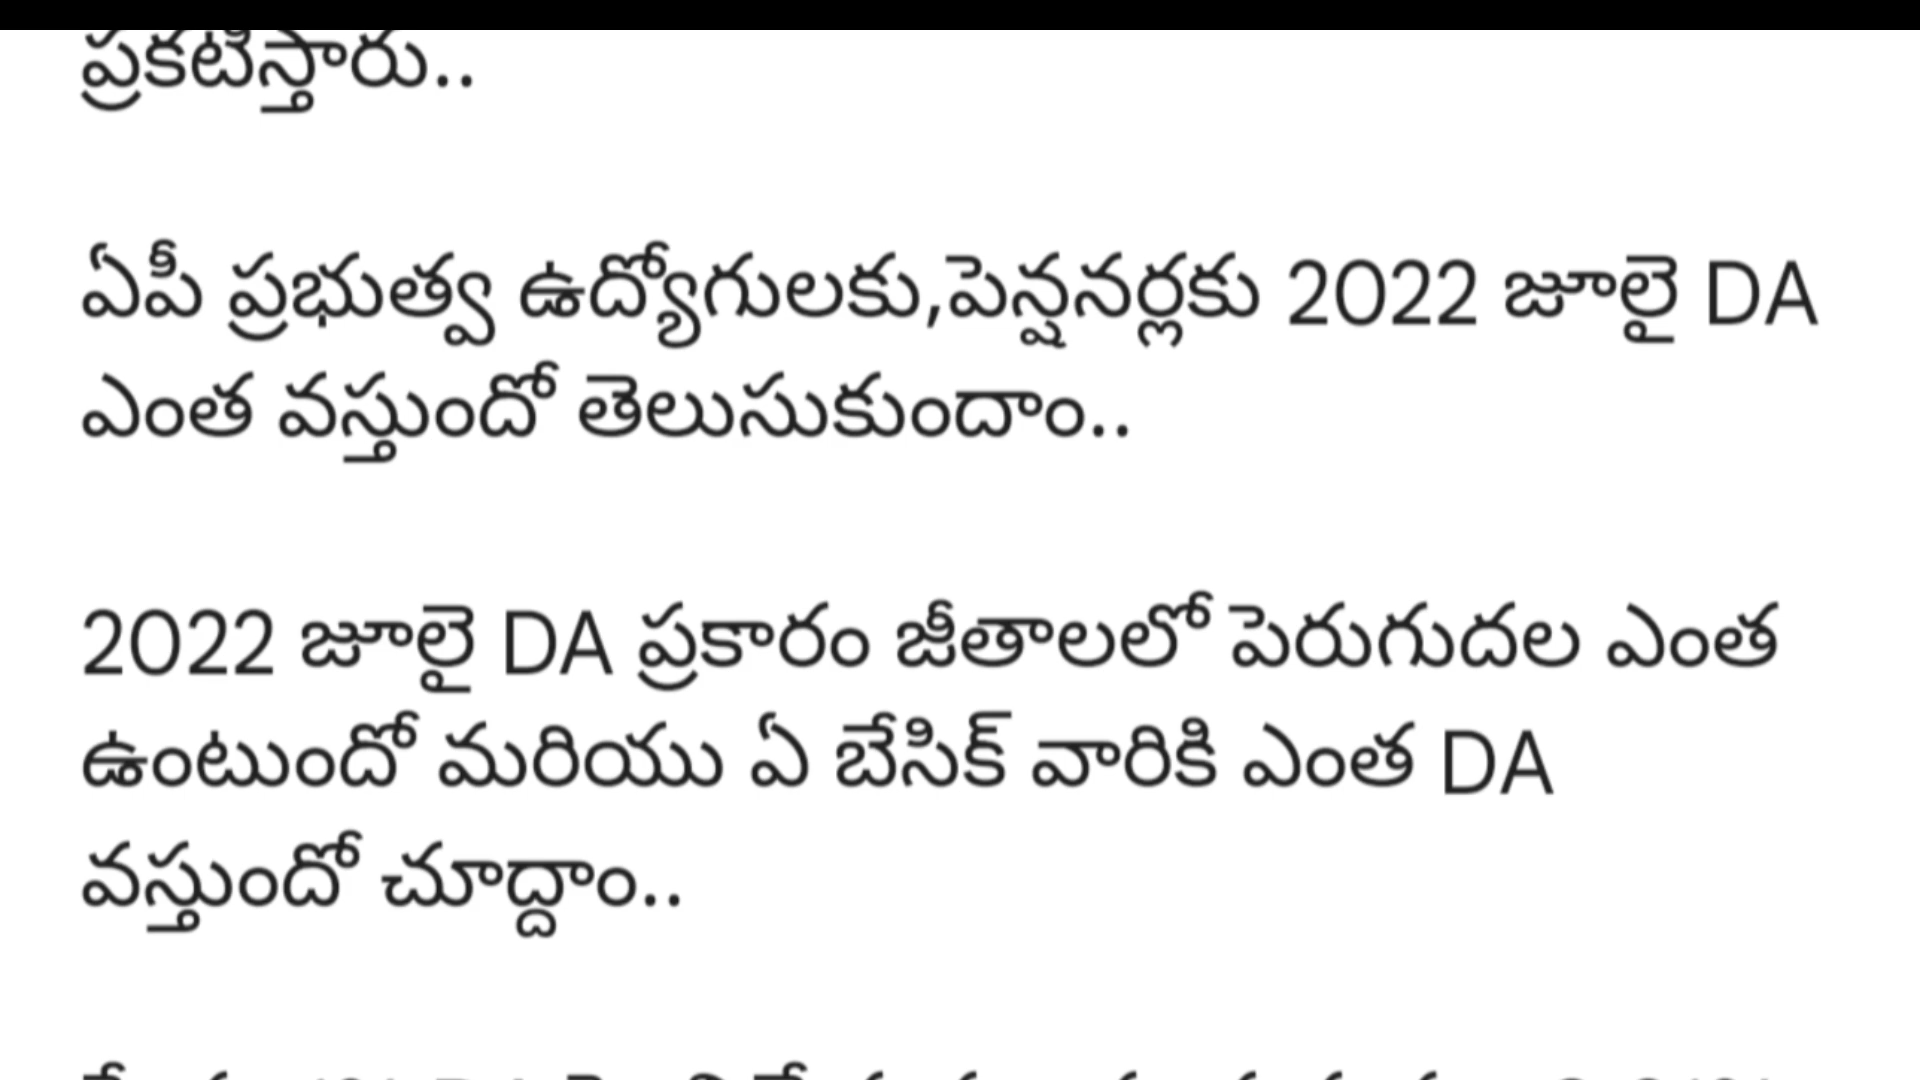 ప్రకటిస్తారు..
ఏపీ ప్రభుత్వ ఉద్యోగులకు,పెన్షనర్లకు 2022 జూలై DA
ఎంత వస్తుందో తెలుసుకుందాం..
2022 జూలై DA ప్రకారం జీతాలలో పెరుగుదల ఎంత
ఉంటుందో మరియు ఏ బేసిక్ వారికి ఎంత DA
వస్తుందో చూద్దాం..